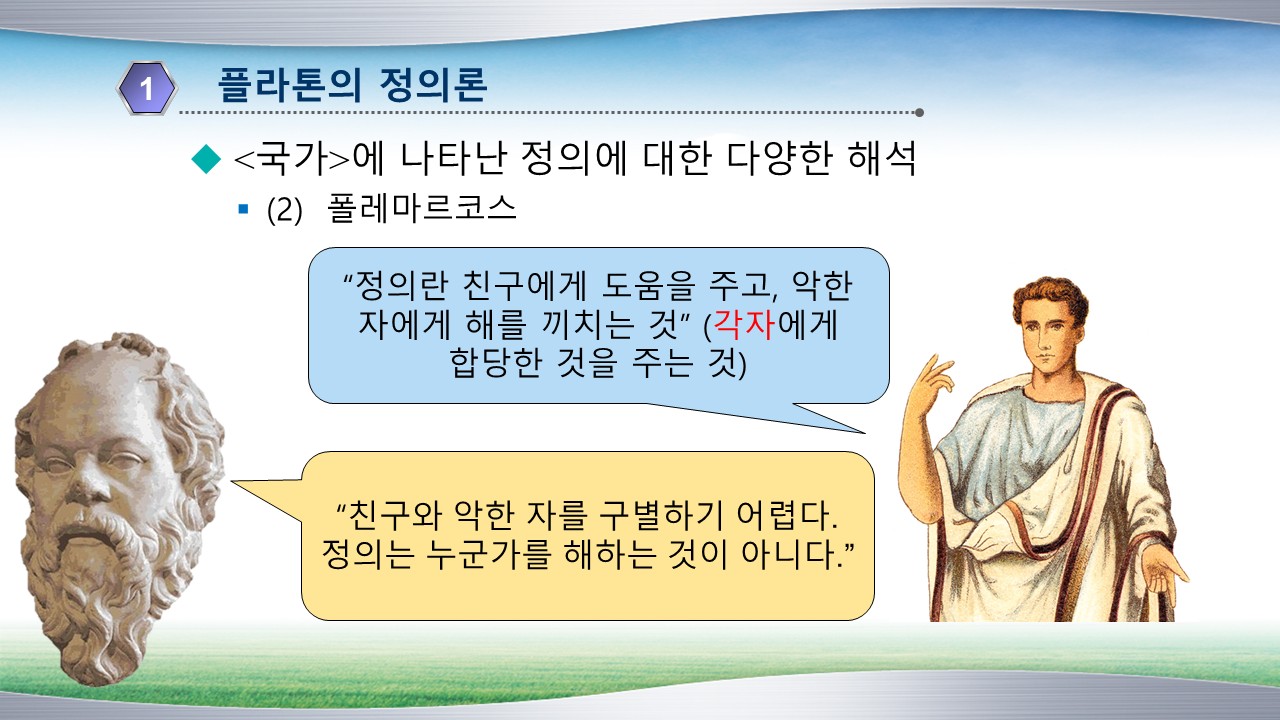 1
플라톤의 정의론
<국가>에 나타난 정의에 대한 다양한 해석
(2) 폴레마르코스
“정의란 친구에게 도움을 주고, 악한
자에게 해를 끼치는 것” (각자에게
합당한 것을 주는 것)
“친구와 악한 자를 구별하기 어렵다.
정의는 누군가를 해하는 것이 아니다.”